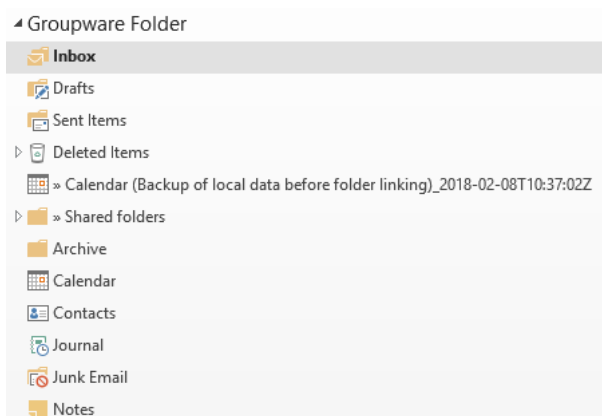 Groupware Folder
Inbox
Drafts
Sent Items
Deleted Items
» Calendar (Backup of local data before folder linking)_2018-02-08T10:37:02Z
» Shared folders
Archive
Calendar
Contacts
Journal
Junk Email
Notes